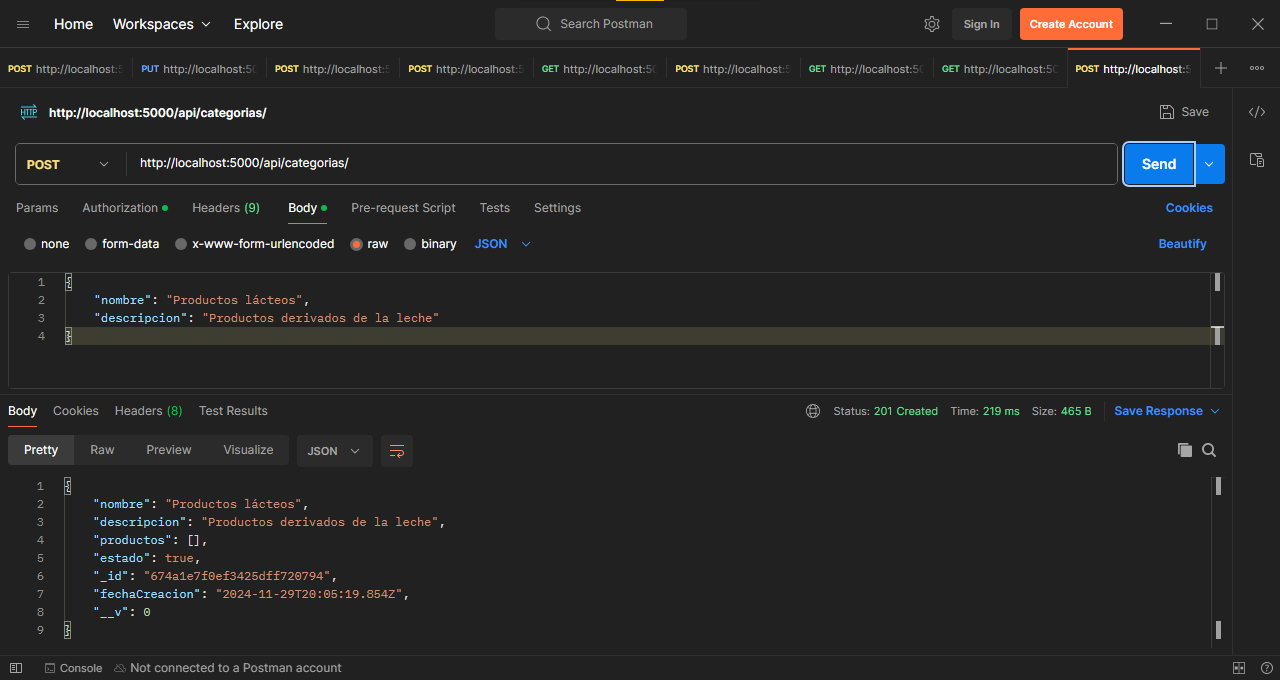 Home Workspaces Explore Search Postman Sign In Create Account
POST http://localhost:5 PUT http://localhost:50 POST http://localhost:5 POST http://localhost:5 GET http://localhost:50 POST http://localhost:5 GET http://localhost:50 GET http://localhost:50 POST http://localhost:5
HTTP http://localhost:5000/api/categorias/ Save
POST http://localhost:5000/api/categorias/ Send
Params Authorization Headers (9) Body Pre-request Script Tests Settings Cookies
none form-data x-www-form-urlencoded raw binary JSON Beautify
1 {
2 "nombre": "Productos lácteos",
3 "descripcion": "Productos derivados de la leche"
4 }
Body Cookies Headers (8) Test Results Status: 201 Created Time: 219 ms Size: 465 B Save Response
Pretty Raw Preview Visualize JSON
1 {
2 "nombre": "Productos lácteos",
3 "descripcion": "Productos derivados de la leche",
4 "productos": [],
5 "estado": true,
6 "_id": "674a1e7f0ef3425dff720794",
7 "fechaCreacion": "2024-11-29T20:05:19.854Z",
8 "__v": 0
9 }
Console Not connected to a Postman account